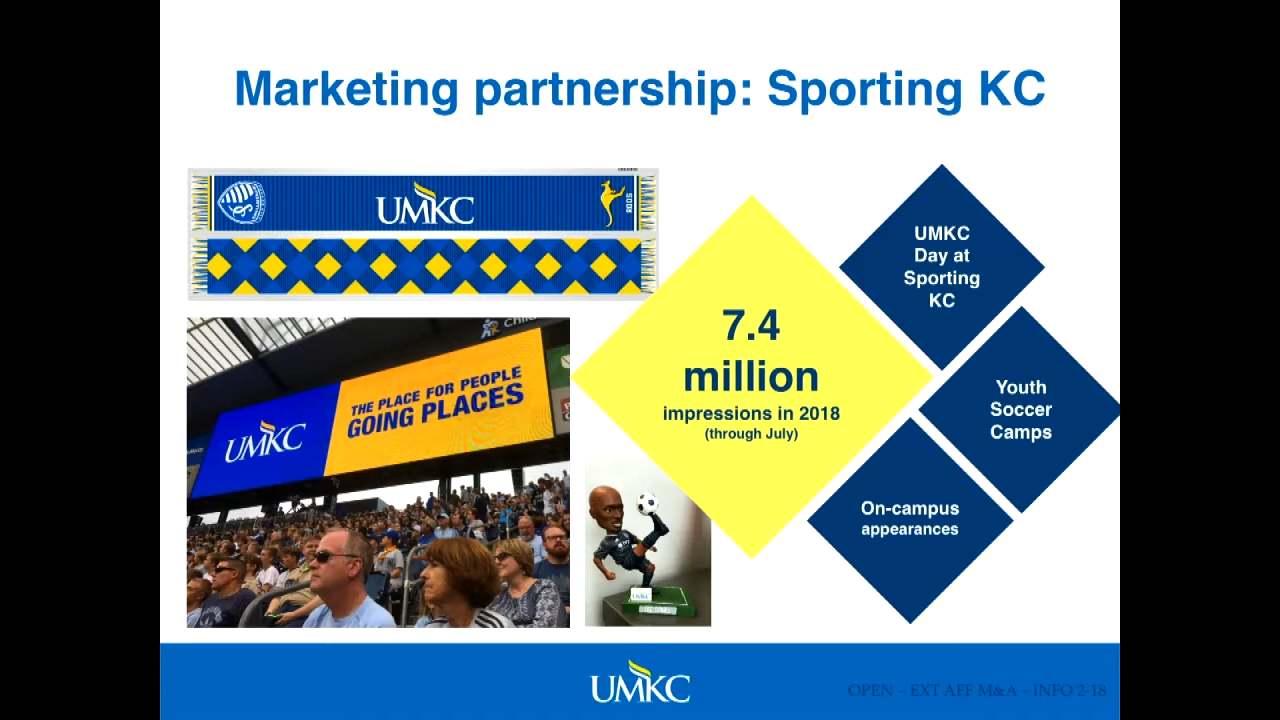 Marketing partnership: Sporting KC
UMKC
ROOS
UMKC
THE PLACE FOR PEOPLE
GOING PLACES
7.4
million
impressions in 2018
(through July)
UMKC
Day at
Sporting
KC
Youth
Soccer
Camps
On-campus
appearances
UMKC
UMKC
OPEN – EXT AFF M&A – INFO 2-18